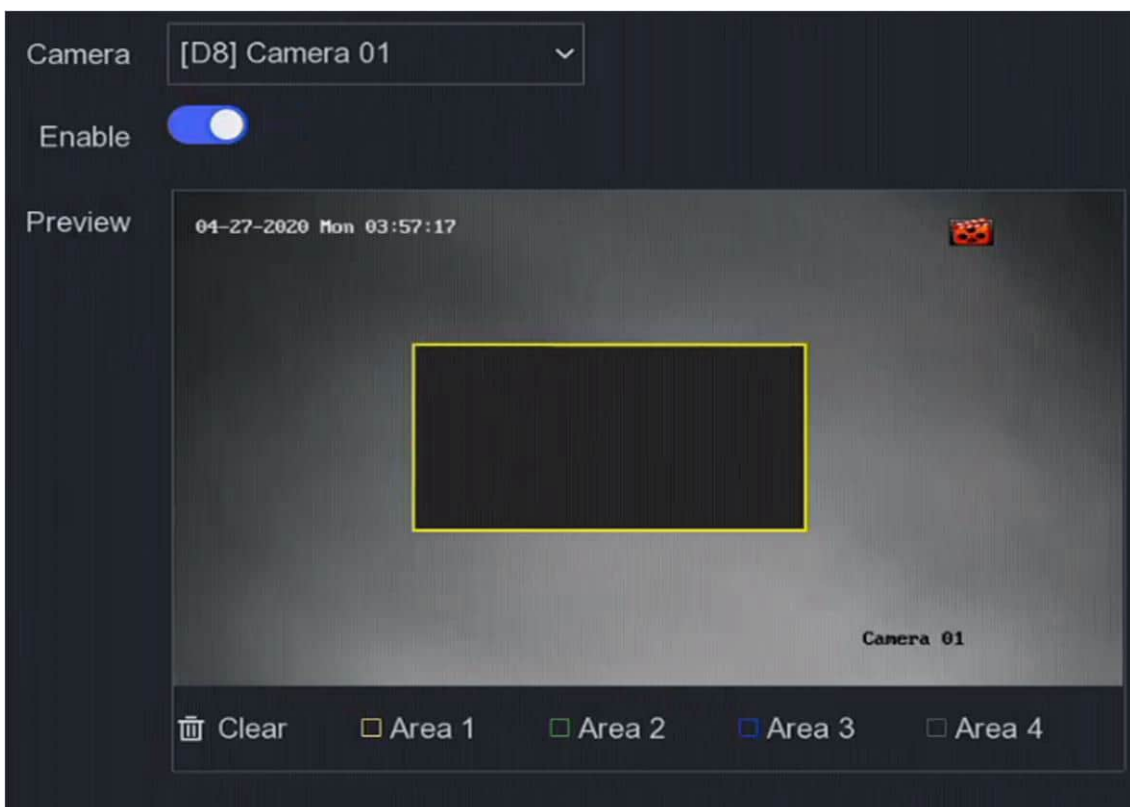 Camera [D8] Camera 01
Enable
Preview
04-27-2020 Mon 03:57:17
Camera 01
Clear Area 1 Area 2 Area 3 Area 4